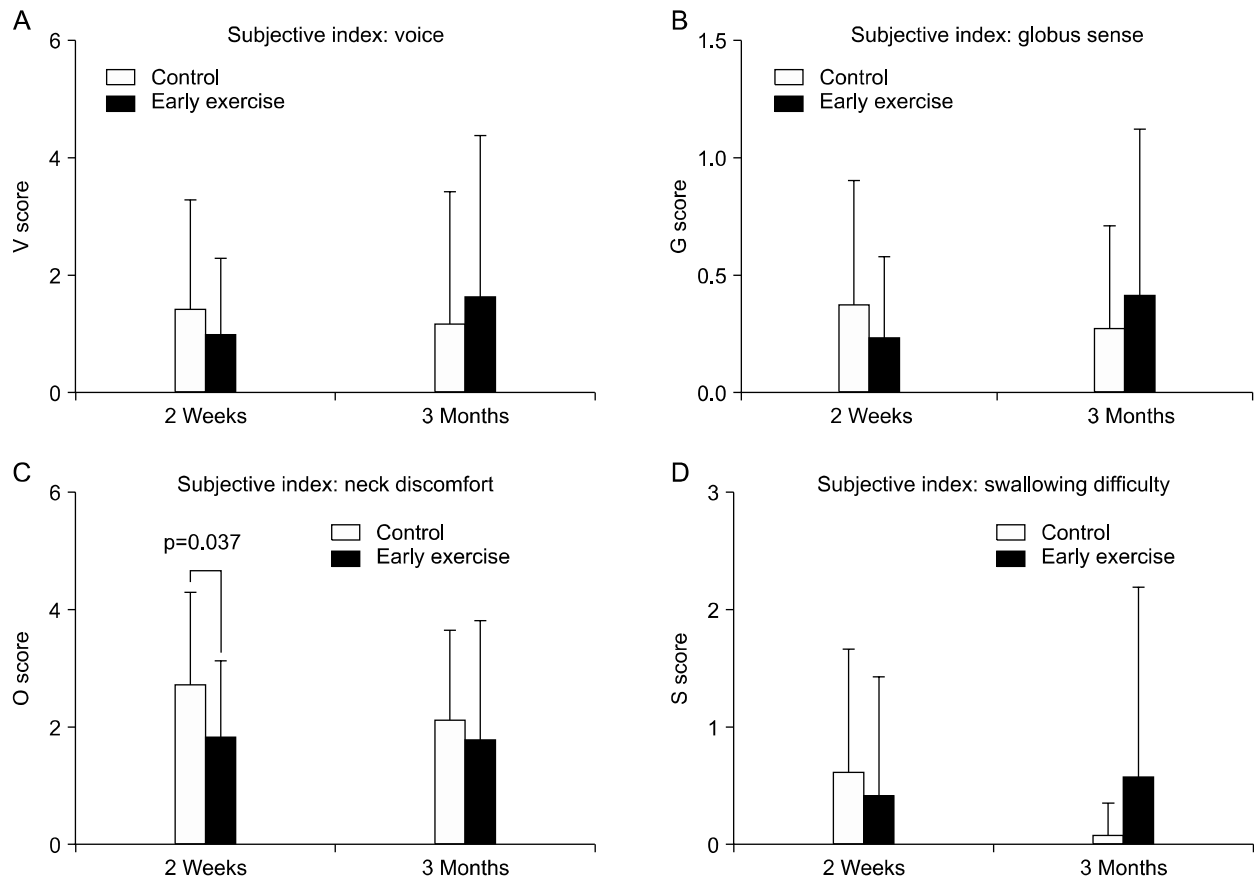 A
Subjective index: voice
6
4
2
0
V score
Control
Early exercise
2 Weeks
3 Months
B
Subjective index: globus sense
1.5
1.0
0.5
0.0
G score
Control
Early exercise
2 Weeks
3 Months
C
Subjective index: neck discomfort
6
4
2
0
O score
Control
Early exercise
p=0.037
2 Weeks
3 Months
D
Subjective index: swallowing difficulty
3
2
1
0
S score
Control
Early exercise
2 Weeks
3 Months